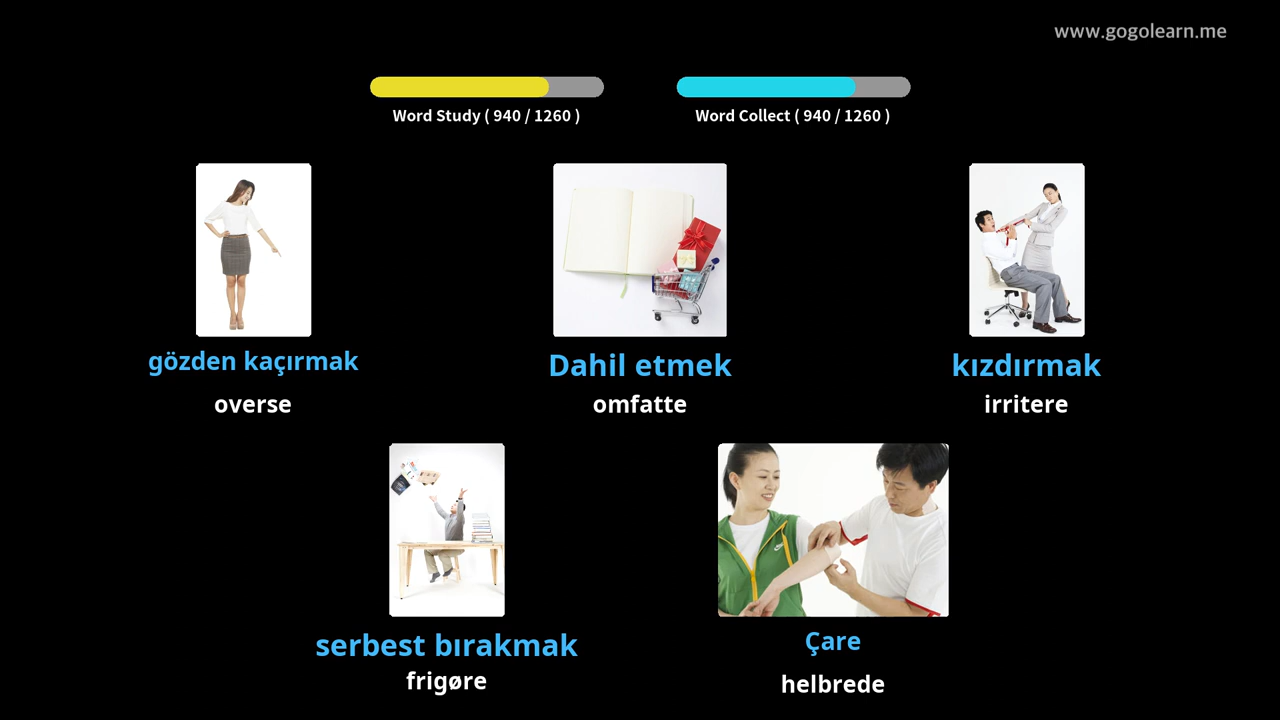 www.gogolearn.me
Word Study ( 940 / 1260 )
Word Collect ( 940 / 1260 )
gözden kaçırmak
overse
Dahil etmek
omfatte
kızdırmak
irritere
serbest bırakmak
frigøre
Çare
helbrede